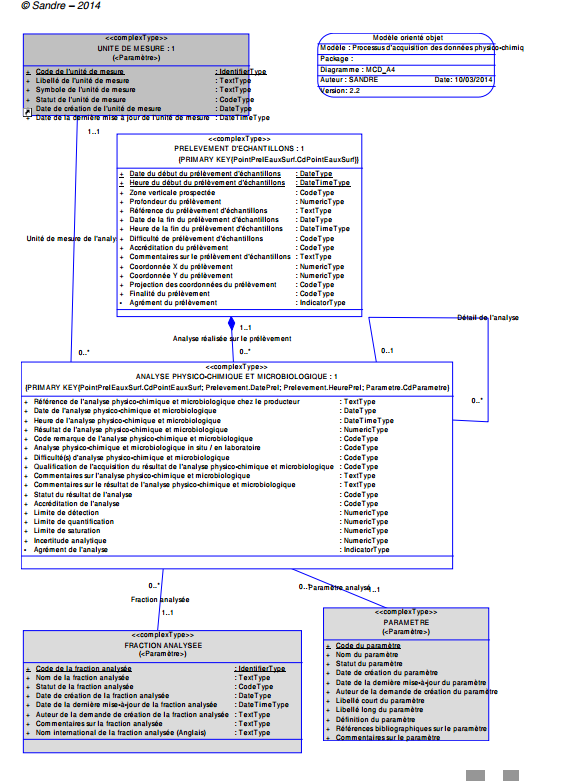 © Sandre – 2014
<<complexType>>
UNITE DE MESURE : 1
(<Paramètre>)
+ Code de l'unité de mesure : IdentifierType
+ Libellé de l'unité de mesure : TextType
+ Symbole de l'unité de mesure : TextType
+ Statut de l'unité de mesure : CodeType
+ Date de création de l'unité de mesure : DateType
+ Date de la dernière mise à jour de l'unité de mesure : DateTimeType
Modèle orienté objet
Modèle : Processus d'acquisition des données physico-chimiq
Package :
Diagramme : MCD_A4
Auteur : SANDRE Date: 10/03/2014
Version: 2.2
1..1
<<complexType>>
PRELEVEMENT D'ECHANTILLONS : 1
{PRIMARY KEY{PointPrelEauxSurf.CdPointEauxSurf}}
+ Date du début du prélèvement d'échantillons : DateType
+ Heure du début du prélèvement d'échantillons : DateTimeType
+ Zone verticale prospectée : CodeType
+ Profondeur du prélèvement : NumericType
+ Référence du prélèvement d'échantillons : TextType
+ Date de la fin du prélèvement d'échantillons : DateType
+ Heure de la fin du prélèvement d'échantillons : DateTimeType
+ Difficulté du prélèvement d'échantillons : CodeType
+ Accréditation du prélèvement : CodeType
+ Commentaires sur le prélèvement d'échantillons : TextType
+ Coordonnée X du prélèvement : NumericType
+ Coordonnée Y du prélèvement : NumericType
+ Projection des coordonnées du prélèvement : CodeType
+ Finalité du prélèvement : CodeType
- Agrément du prélèvement : IndicatorType
Unité de mesure de l'analy
1..1
Analyse réalisée sur le prélèvement
0..*
0..*
Détail de l'analyse
0..1
0..*
<<complexType>>
ANALYSE PHYSICO-CHIMIQUE ET MICROBIOLOGIQUE : 1
{PRIMARY KEY{PointPrelEauxSurf.CdPointEauxSurf; Prelevement.DatePrel; Prelevement.HeurePrel; Parametre.CdParametre}
+ Référence de l'analyse physico-chimique et microbiologique chez le producteur : TextType
+ Date de l'analyse physico-chimique et microbiologique : DateType
+ Heure de l'analyse physico-chimique et microbiologique : DateTimeType
+ Résultat de l'analyse physico-chimique et microbiologique : NumericType
+ Code remarque de l'analyse physico-chimique et microbiologique : CodeType
+ Analyse physico-chimique et microbiologique in situ / en laboratoire : CodeType
+ Difficulté(s) d'analyse physico-chimique et microbiologique : CodeType
+ Qualification de l'acquisition du résultat de l'analyse physico-chimique et microbiologique : CodeType
+ Commentaires sur l'analyse physico-chimique et microbiologique : TextType
+ Commentaires sur le résultat de l'analyse physico-chimique et microbiologique : TextType
+ Statut du résultat de l'analyse : CodeType
+ Accréditation de l'analyse : CodeType
+ Limite de détection : NumericType
+ Limite de quantification : NumericType
+ Limite de saturation : NumericType
+ Incertitude analytique : NumericType
- Agrément de l'analyse : IndicatorType
0..*
Fraction analysée
1..1
0..*
Paramètre analysé
1..1
<<complexType>>
FRACTION ANALYSEE
(<Paramètre>)
+ Code de la fraction analysée : IdentifierType
+ Nom de la fraction analysée : TextType
+ Statut de la fraction analysée : CodeType
+ Date de création de la fraction analysée : DateType
+ Date de la dernière mise-à-jour de la fraction analysée : DateTimeType
+ Auteur de la demande de création de la fraction analysée : TextType
+ Commentaires sur la fraction analysée : TextType
+ Nom international de la fraction analysée (Anglais) : TextType
<<complexType>>
PARAMETRE
(<Paramètre>)
+ Code du paramètre
+ Nom du paramètre
+ Statut du paramètre
+ Date de création du paramètre
+ Date de la dernière mise-à-jour du paramètre
+ Auteur de la demande de création du paramètre
+ Libellé court du paramètre
+ Libellé long du paramètre
+ Définition du paramètre
+ Références bibliographiques sur le paramètre
+ Commentaires sur le paramètre